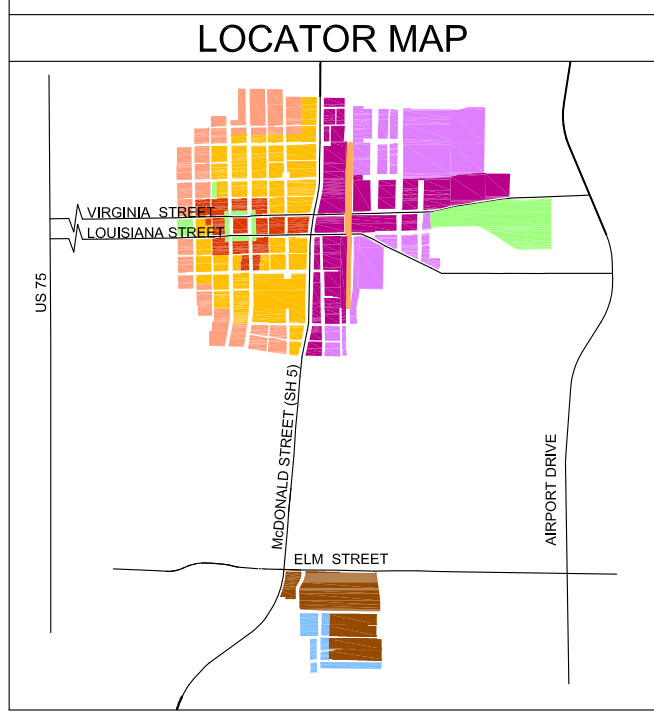 LOCATOR MAP
VIRGINIA STREET
LOUISIANA STREET
US 75
McDONALD STREET (SH 5)
AIRPORT DRIVE
ELM STREET